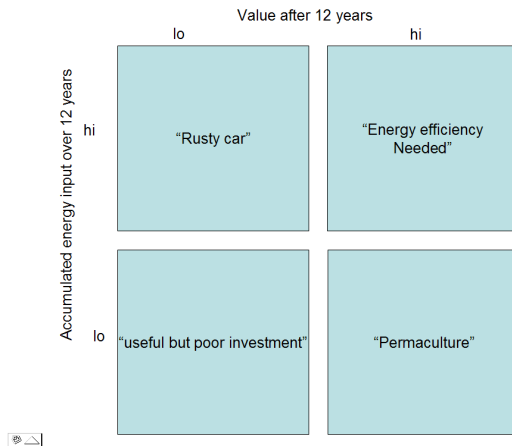 Value after 12 years
lo
hi
Accumulated energy input over 12 years
hi
“Rusty car”
“Energy efficiency
Needed”
lo
“useful but poor investment”
“Permaculture”